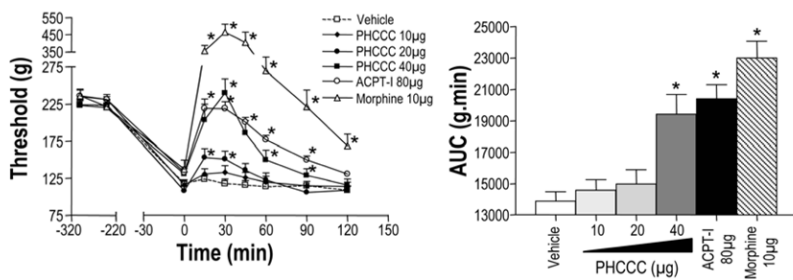 Threshold (g)
550
450
350
225
175
125
75
-320
-220
-30
0
30
60
90
120
150
Time (min)
Vehicle
PHCCC 10µg
PHCCC 20µg
PHCCC 40µg
ACPT-I 80µg
Morphine 10µg
* * * * * *
* * * *
* * * *
* *
AUC (g.min)
25000
23000
21000
19000
17000
15000
13000
* * *
Vehicle
10
20
40
PHCCC (µg)
ACPT-I
80µg
Morphine
10µg